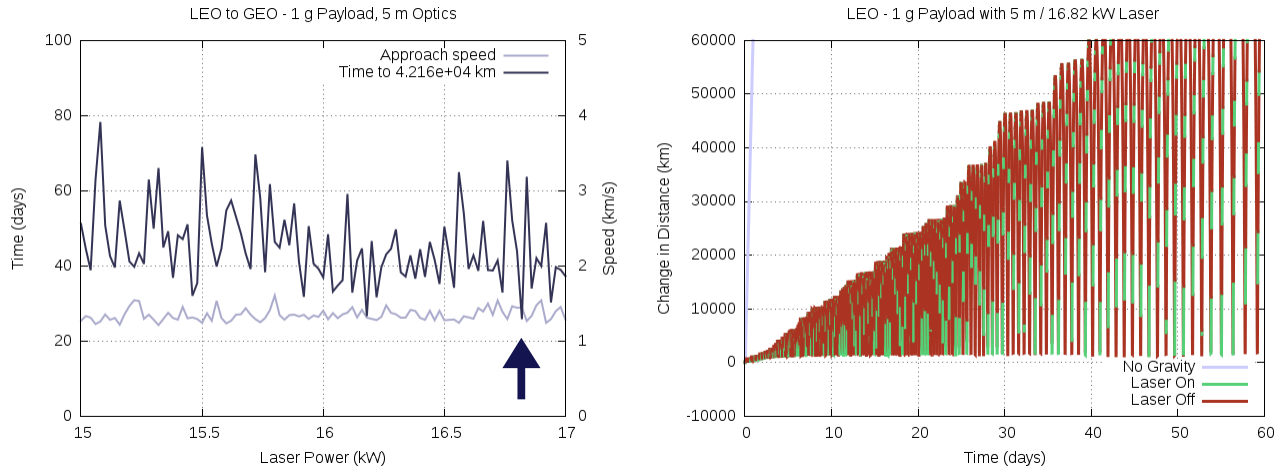 LEO to GEO - 1 g Payload, 5 m Optics
100
80
60
40
20
0
Time (days)
5
4
3
2
1
0
Speed (km/s)
Approach speed
Time to 4.216e+04 km
15
15.5
16
16.5
17
Laser Power (kW)
LEO - 1 g Payload with 5 m / 16.82 kW Laser
60000
50000
40000
30000
20000
10000
0
-10000
Change in Distance (km)
No Gravity
Laser On
Laser Off
0
10
20
30
40
50
60
Time (days)